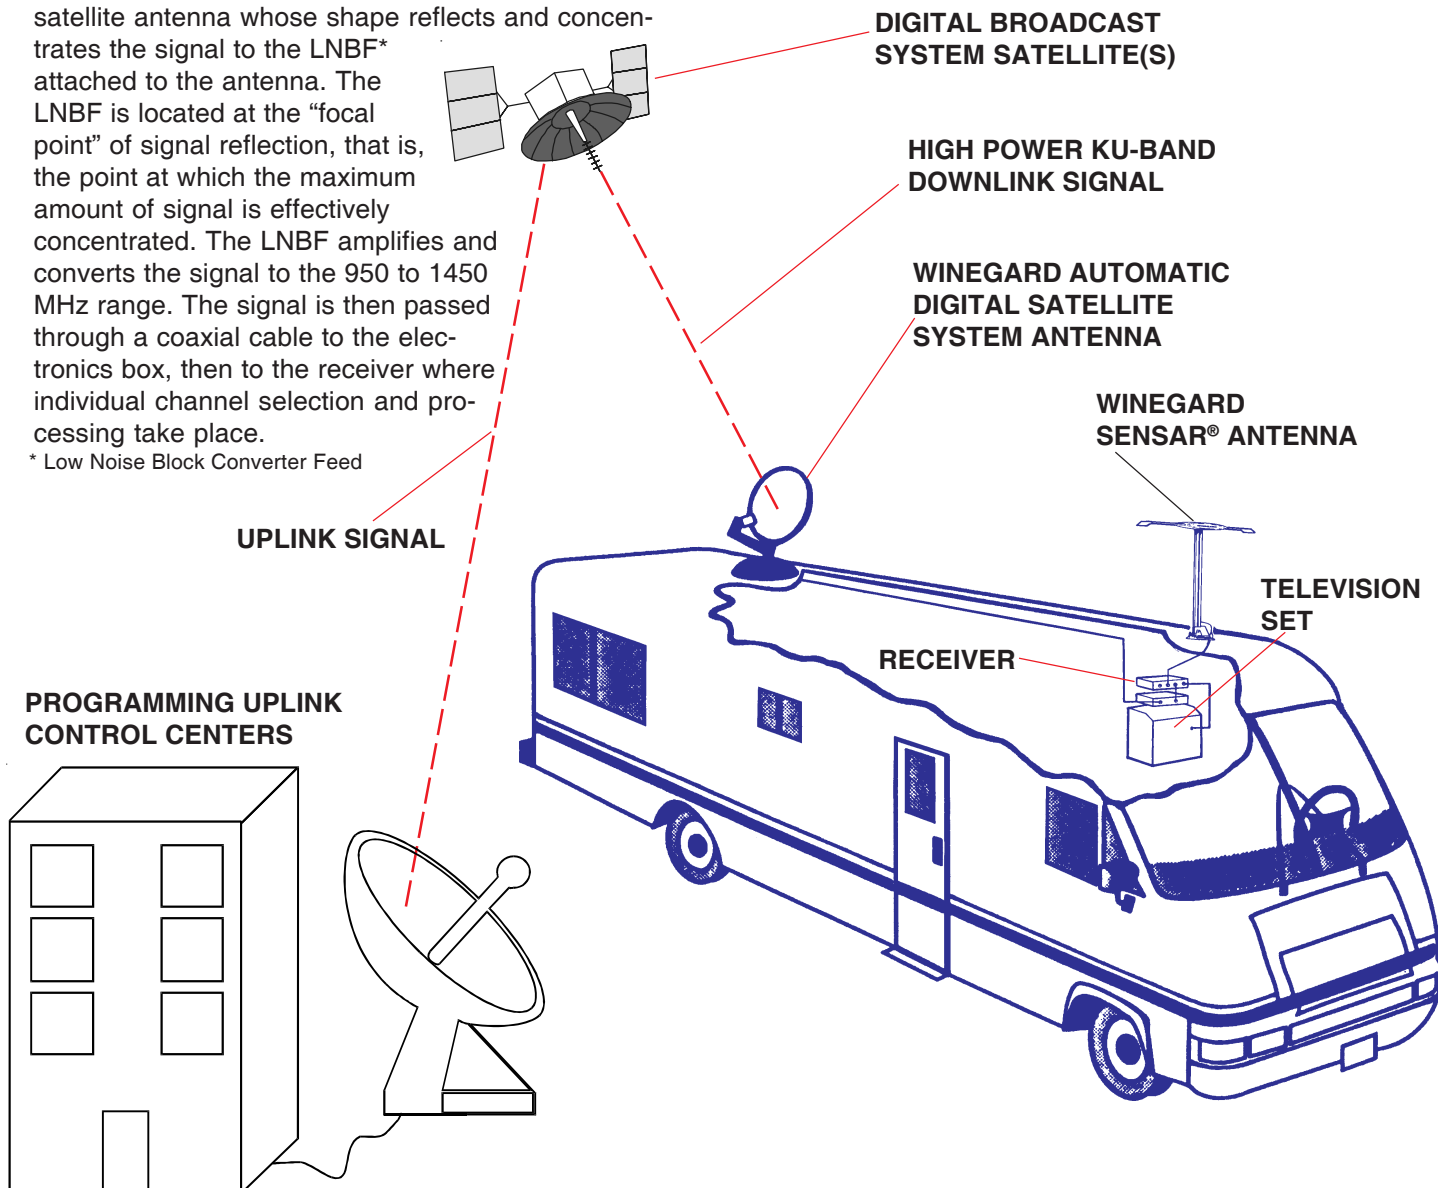 satellite antenna whose shape reflects and concen-
trates the signal to the LNBF*
attached to the antenna. The
LNBF is located at the “focal
point” of signal reflection, that is,
the point at which the maximum
amount of signal is effectively
concentrated. The LNBF amplifies and
converts the signal to the 950 to 1450
MHz range. The signal is then passed
through a coaxial cable to the elec-
tronics box, then to the receiver where
individual channel selection and pro-
cessing take place.
* Low Noise Block Converter Feed
DIGITAL BROADCAST
SYSTEM SATELLITE(S)
HIGH POWER KU-BAND
DOWNLINK SIGNAL
WINEGARD AUTOMATIC
DIGITAL SATELLITE
SYSTEM ANTENNA
WINEGARD
SENSAR® ANTENNA
UPLINK SIGNAL
TELEVISION
SET
RECEIVER
PROGRAMMING UPLINK
CONTROL CENTERS